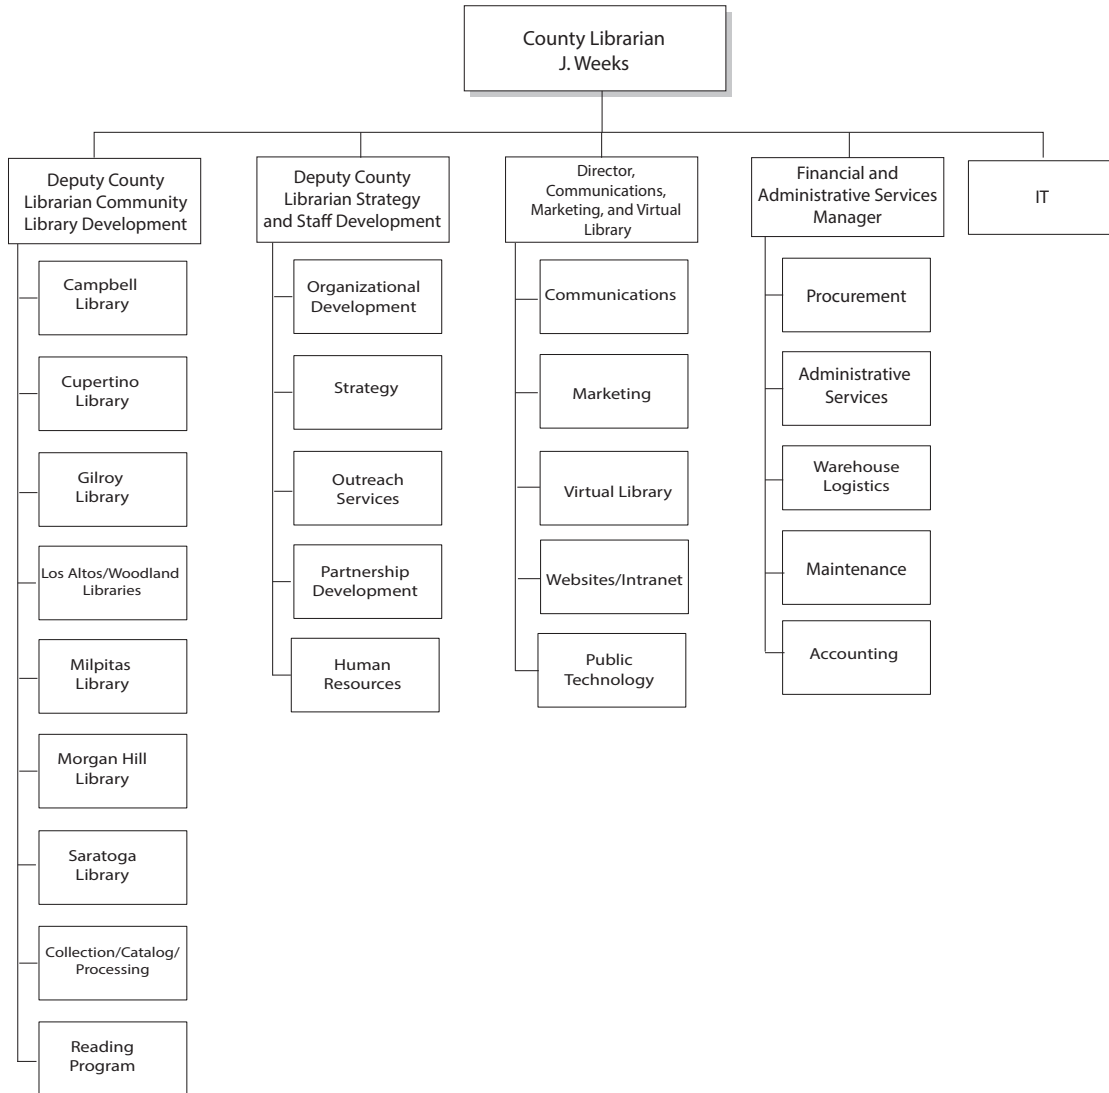 County Librarian
J. Weeks
Deputy County
Librarian Community
Library Development
Campbell
Library
Cupertino
Library
Gilroy
Library
Los Altos/Woodland
Libraries
Milpitas
Library
Morgan Hill
Library
Saratoga
Library
Collection/Catalog/
Processing
Reading
Program
Deputy County
Librarian Strategy
and Staff Development
Organizational
Development
Strategy
Outreach
Services
Partnership
Development
Human
Resources
Director,
Communications,
Marketing, and Virtual
Library
Communications
Marketing
Virtual Library
Websites/Intranet
Public
Technology
Financial and
Administrative Services
Manager
Procurement
Administrative
Services
Warehouse
Logistics
Maintenance
Accounting
IT